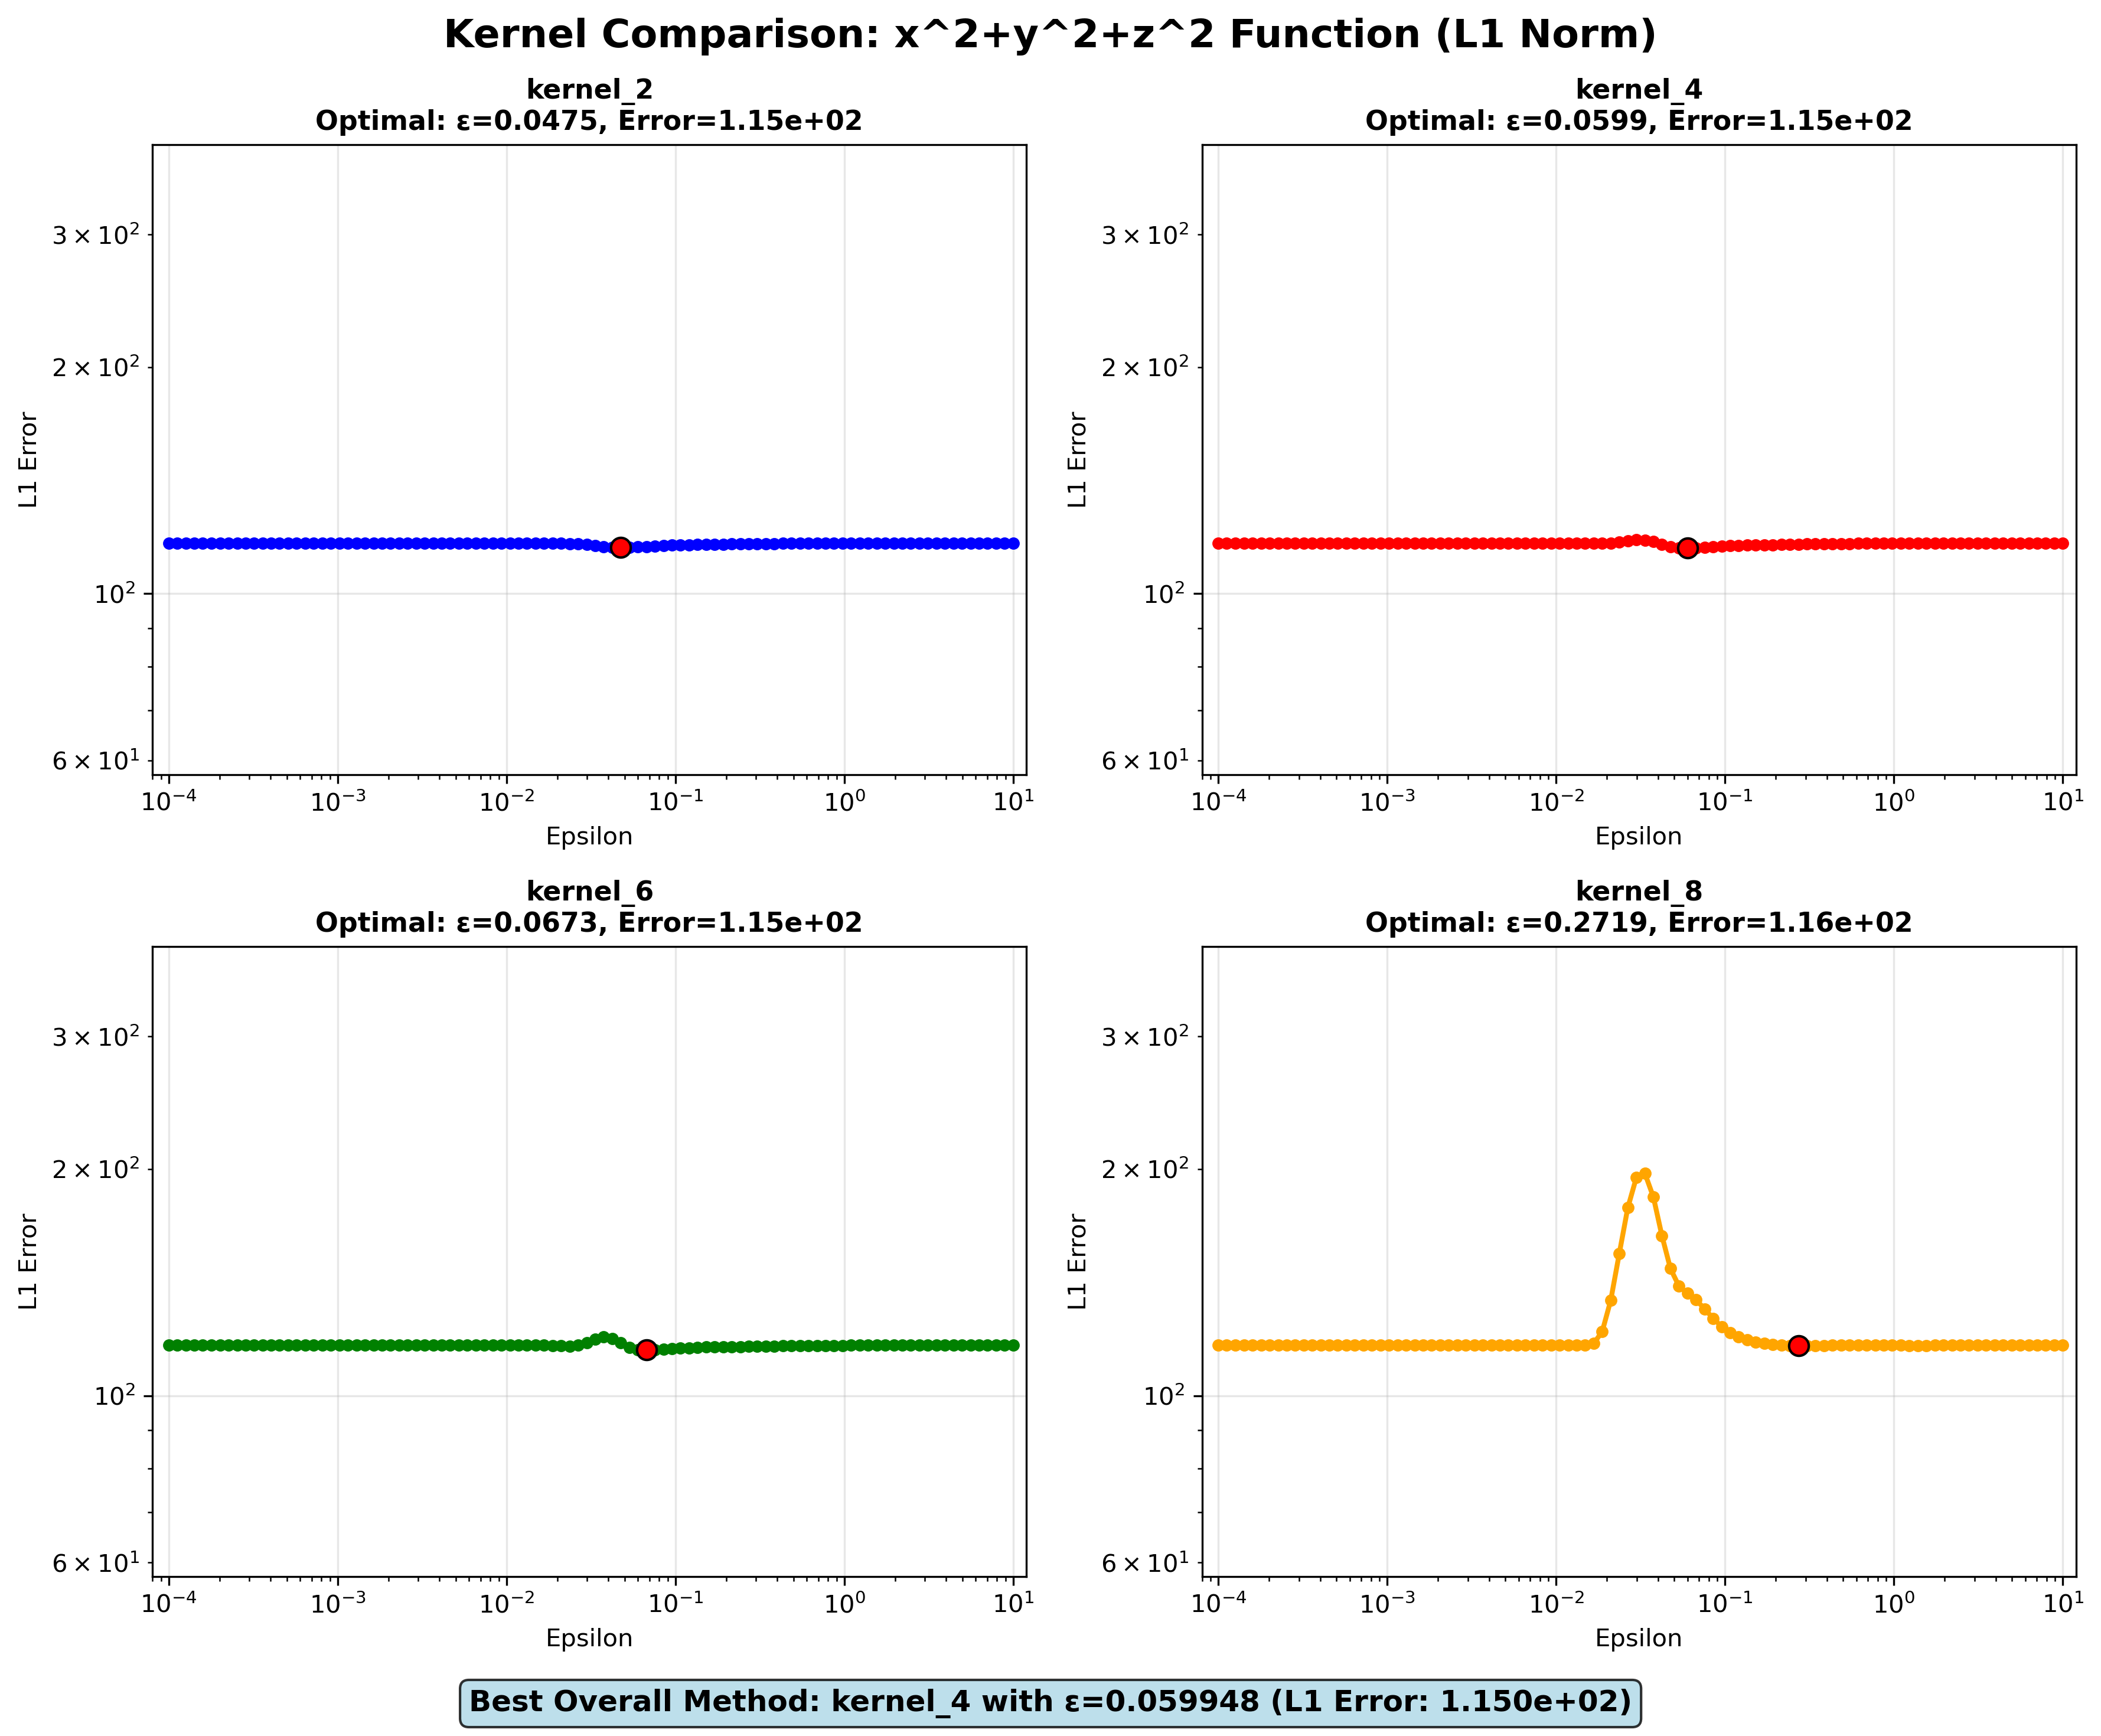 Kernel Comparison: x^2+y^2+z^2 Function (L1 Norm)
kernel_2
Optimal: ε=0.0475, Error=1.15e+02
L1 Error
3 × 10²
2 × 10²
10²
6 × 10¹
10⁻⁴ 10⁻³ 10⁻² 10⁻¹ 10⁰ 10¹
Epsilon
kernel_4
Optimal: ε=0.0599, Error=1.15e+02
L1 Error
3 × 10²
2 × 10²
10²
6 × 10¹
10⁻⁴ 10⁻³ 10⁻² 10⁻¹ 10⁰ 10¹
Epsilon
kernel_6
Optimal: ε=0.0673, Error=1.15e+02
L1 Error
3 × 10²
2 × 10²
10²
6 × 10¹
10⁻⁴ 10⁻³ 10⁻² 10⁻¹ 10⁰ 10¹
Epsilon
kernel_8
Optimal: ε=0.2719, Error=1.16e+02
L1 Error
3 × 10²
2 × 10²
10²
6 × 10¹
10⁻⁴ 10⁻³ 10⁻² 10⁻¹ 10⁰ 10¹
Epsilon
Best Overall Method: kernel_4 with ε=0.059948 (L1 Error: 1.150e+02)